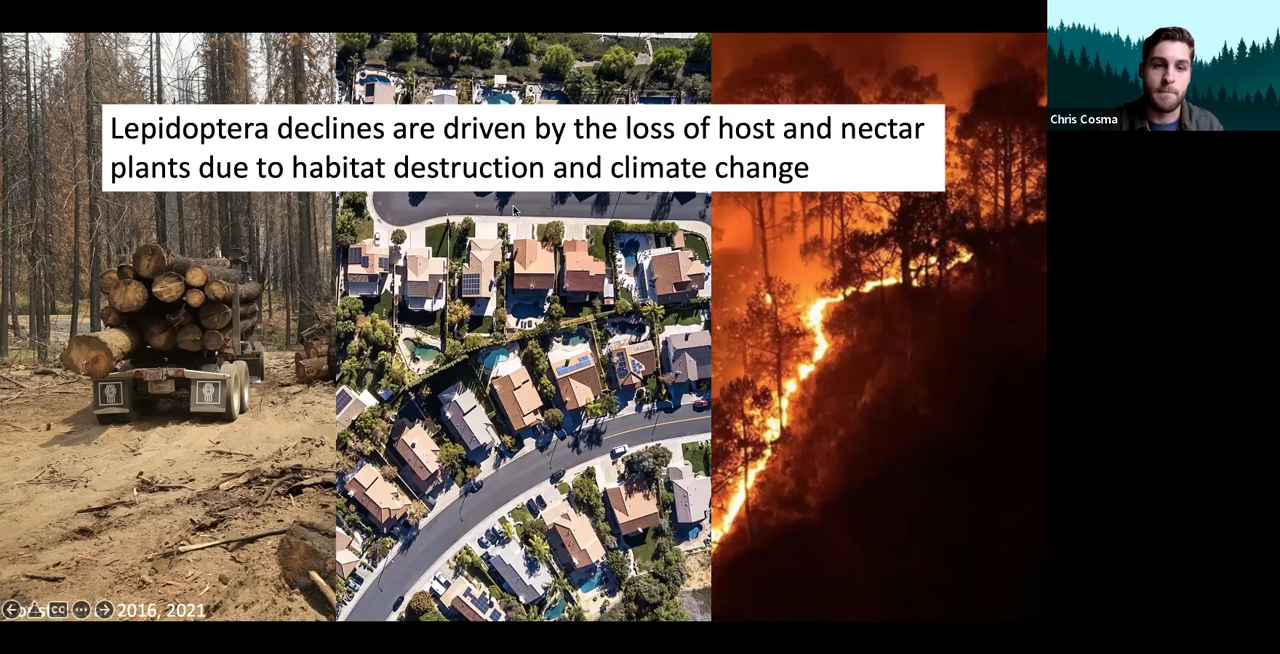 Lepidoptera declines are driven by the loss of host and nectar
plants due to habitat destruction and climate change
Chris Cosma
CC
2016, 2021